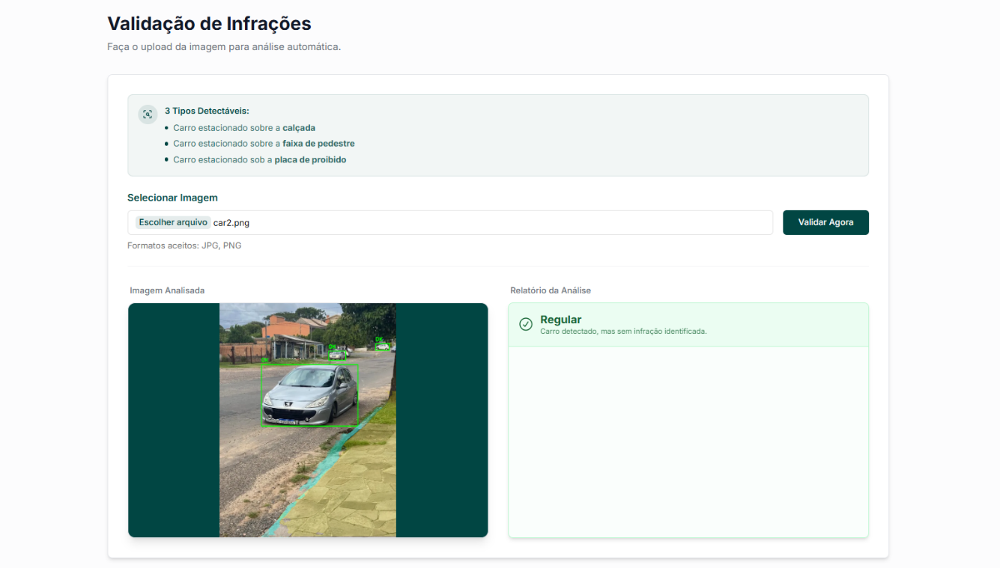 Validação de Infrações
Faça o upload da imagem para análise automática.
3 Tipos Detectáveis:
Carro estacionado sobre a calçada
Carro estacionado sobre a faixa de pedestre
Carro estacionado sob a placa de proibido
Selecionar Imagem
Escolher arquivo car2.png
Validar Agora
Formatos aceitos: JPG, PNG
Imagem Analisada
Relatório da Análise
Regular
Carro detectado, mas sem infração identificada.
OK
OK
OK